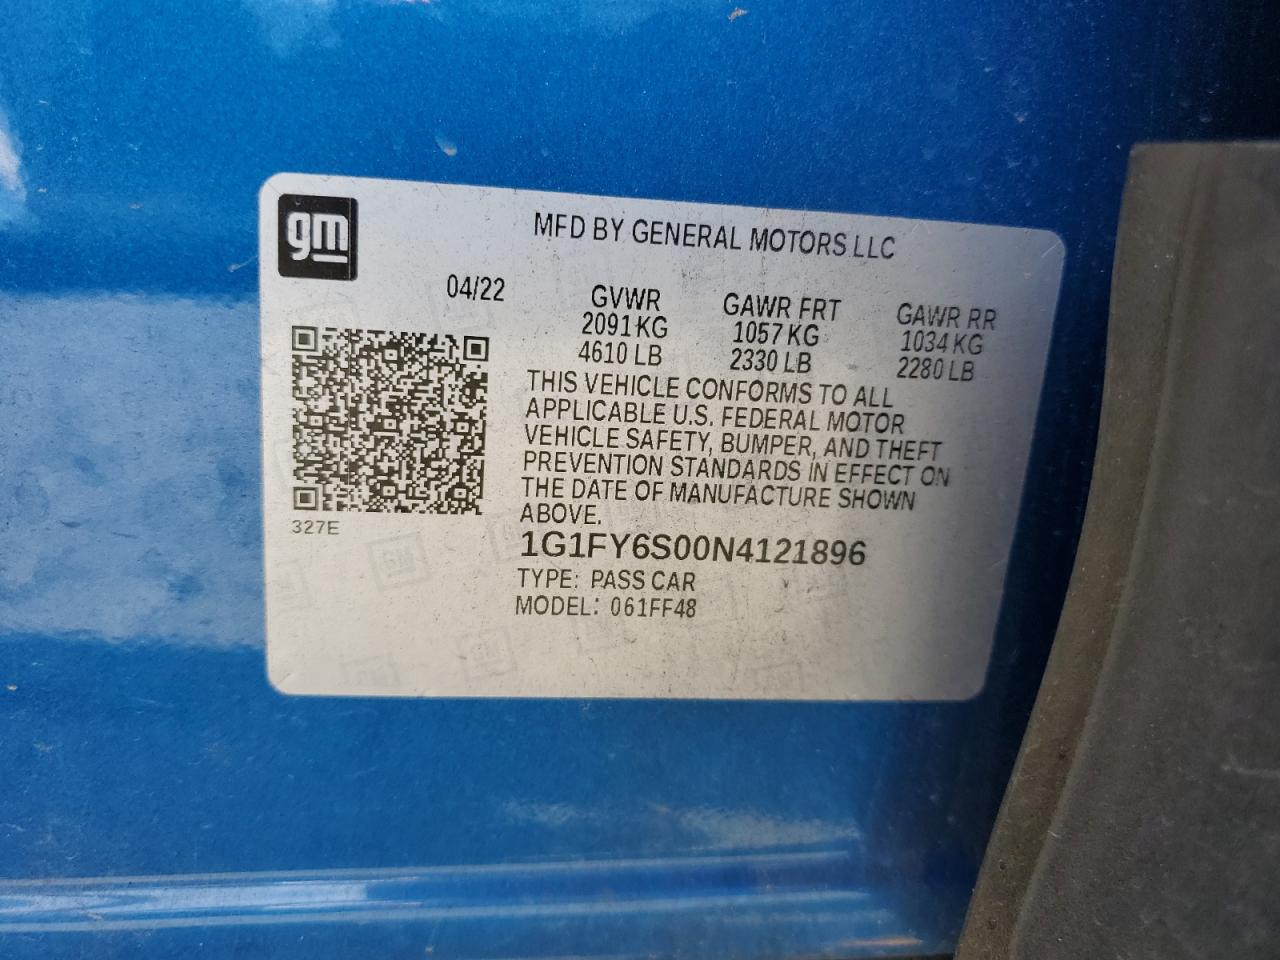 gm
MFD BY GENERAL MOTORS LLC
04/22
GVWR GAWR FRT GAWR RR
2091 KG 1057 KG 1034 KG
4610 LB 2330 LB 2280 LB
THIS VEHICLE CONFORMS TO ALL
APPLICABLE U.S. FEDERAL MOTOR
VEHICLE SAFETY, BUMPER, AND THEFT
PREVENTION STANDARDS IN EFFECT ON
THE DATE OF MANUFACTURE SHOWN
ABOVE.
327E
1G1FY6S00N4121896
TYPE: PASS CAR
MODEL: 061FF48